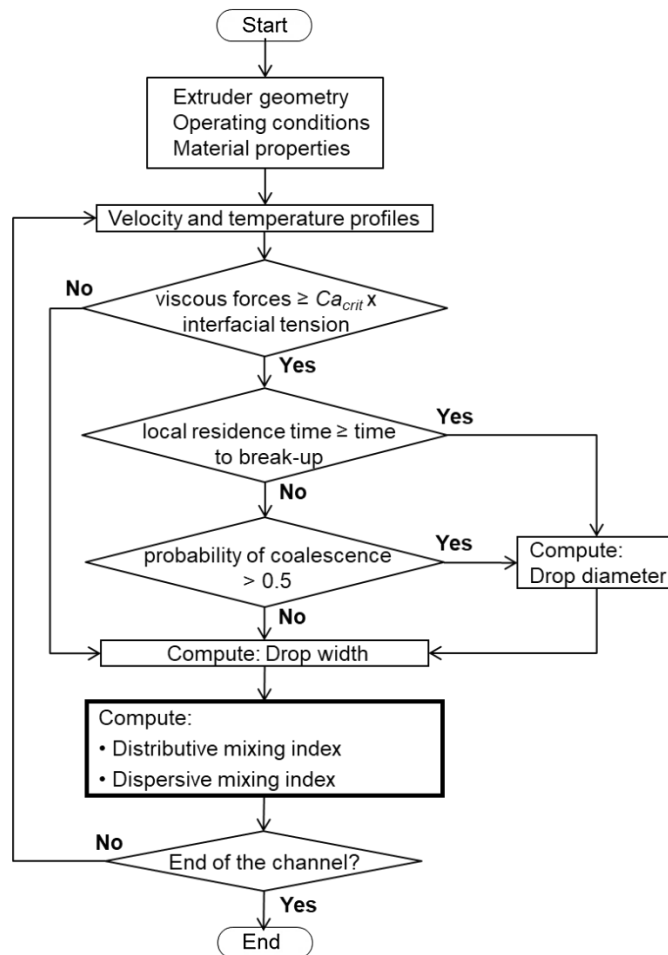 Start
Extruder geometry
Operating conditions
Material properties
Velocity and temperature profiles
No
viscous forces ≥ Ca_crit x
interfacial tension
Yes
Yes
local residence time ≥ time
to break-up
No
Yes
probability of coalescence
> 0.5
Compute:
Drop diameter
No
Compute: Drop width
Compute:
• Distributive mixing index
• Dispersive mixing index
No
End of the channel?
Yes
End